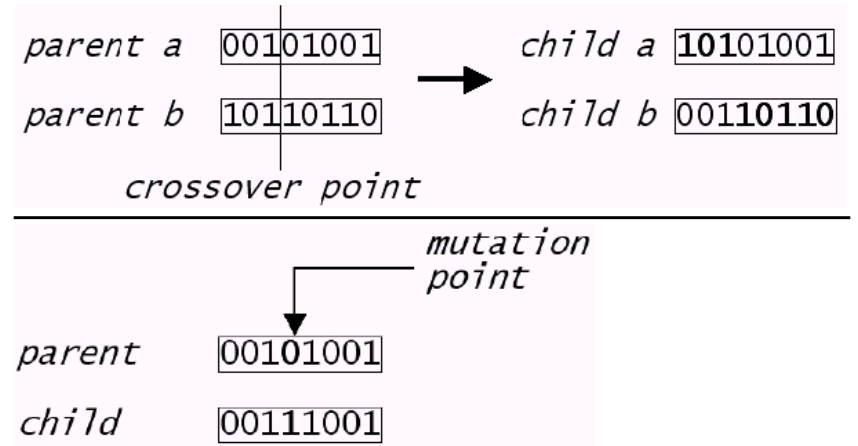 parent a 00101001 child a 10101001
parent b 10110110 child b 00110110
crossover point
mutation
point
parent 00101001
child 00111001